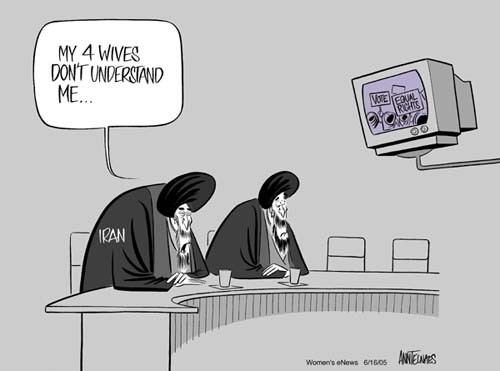 MY 4 WIVES
DON'T UNDERSTAND
ME...
VOTE
EQUAL
RIGHTS
IRAN
Women's eNews 6/16/05
ANN TELNAES